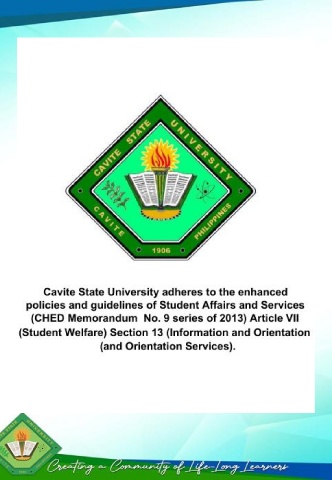 CAVITE STATE UNIVERSITY
CAVITE
PHILIPPINES
1906
Cavite State University adheres to the enhanced
policies and guidelines of Student Affairs and Services
(CHED Memorandum No. 9 series of 2013) Article VII
(Student Welfare) Section 13 (Information and Orientation
(and Orientation Services).
Creating a Community of Life-Long Learners